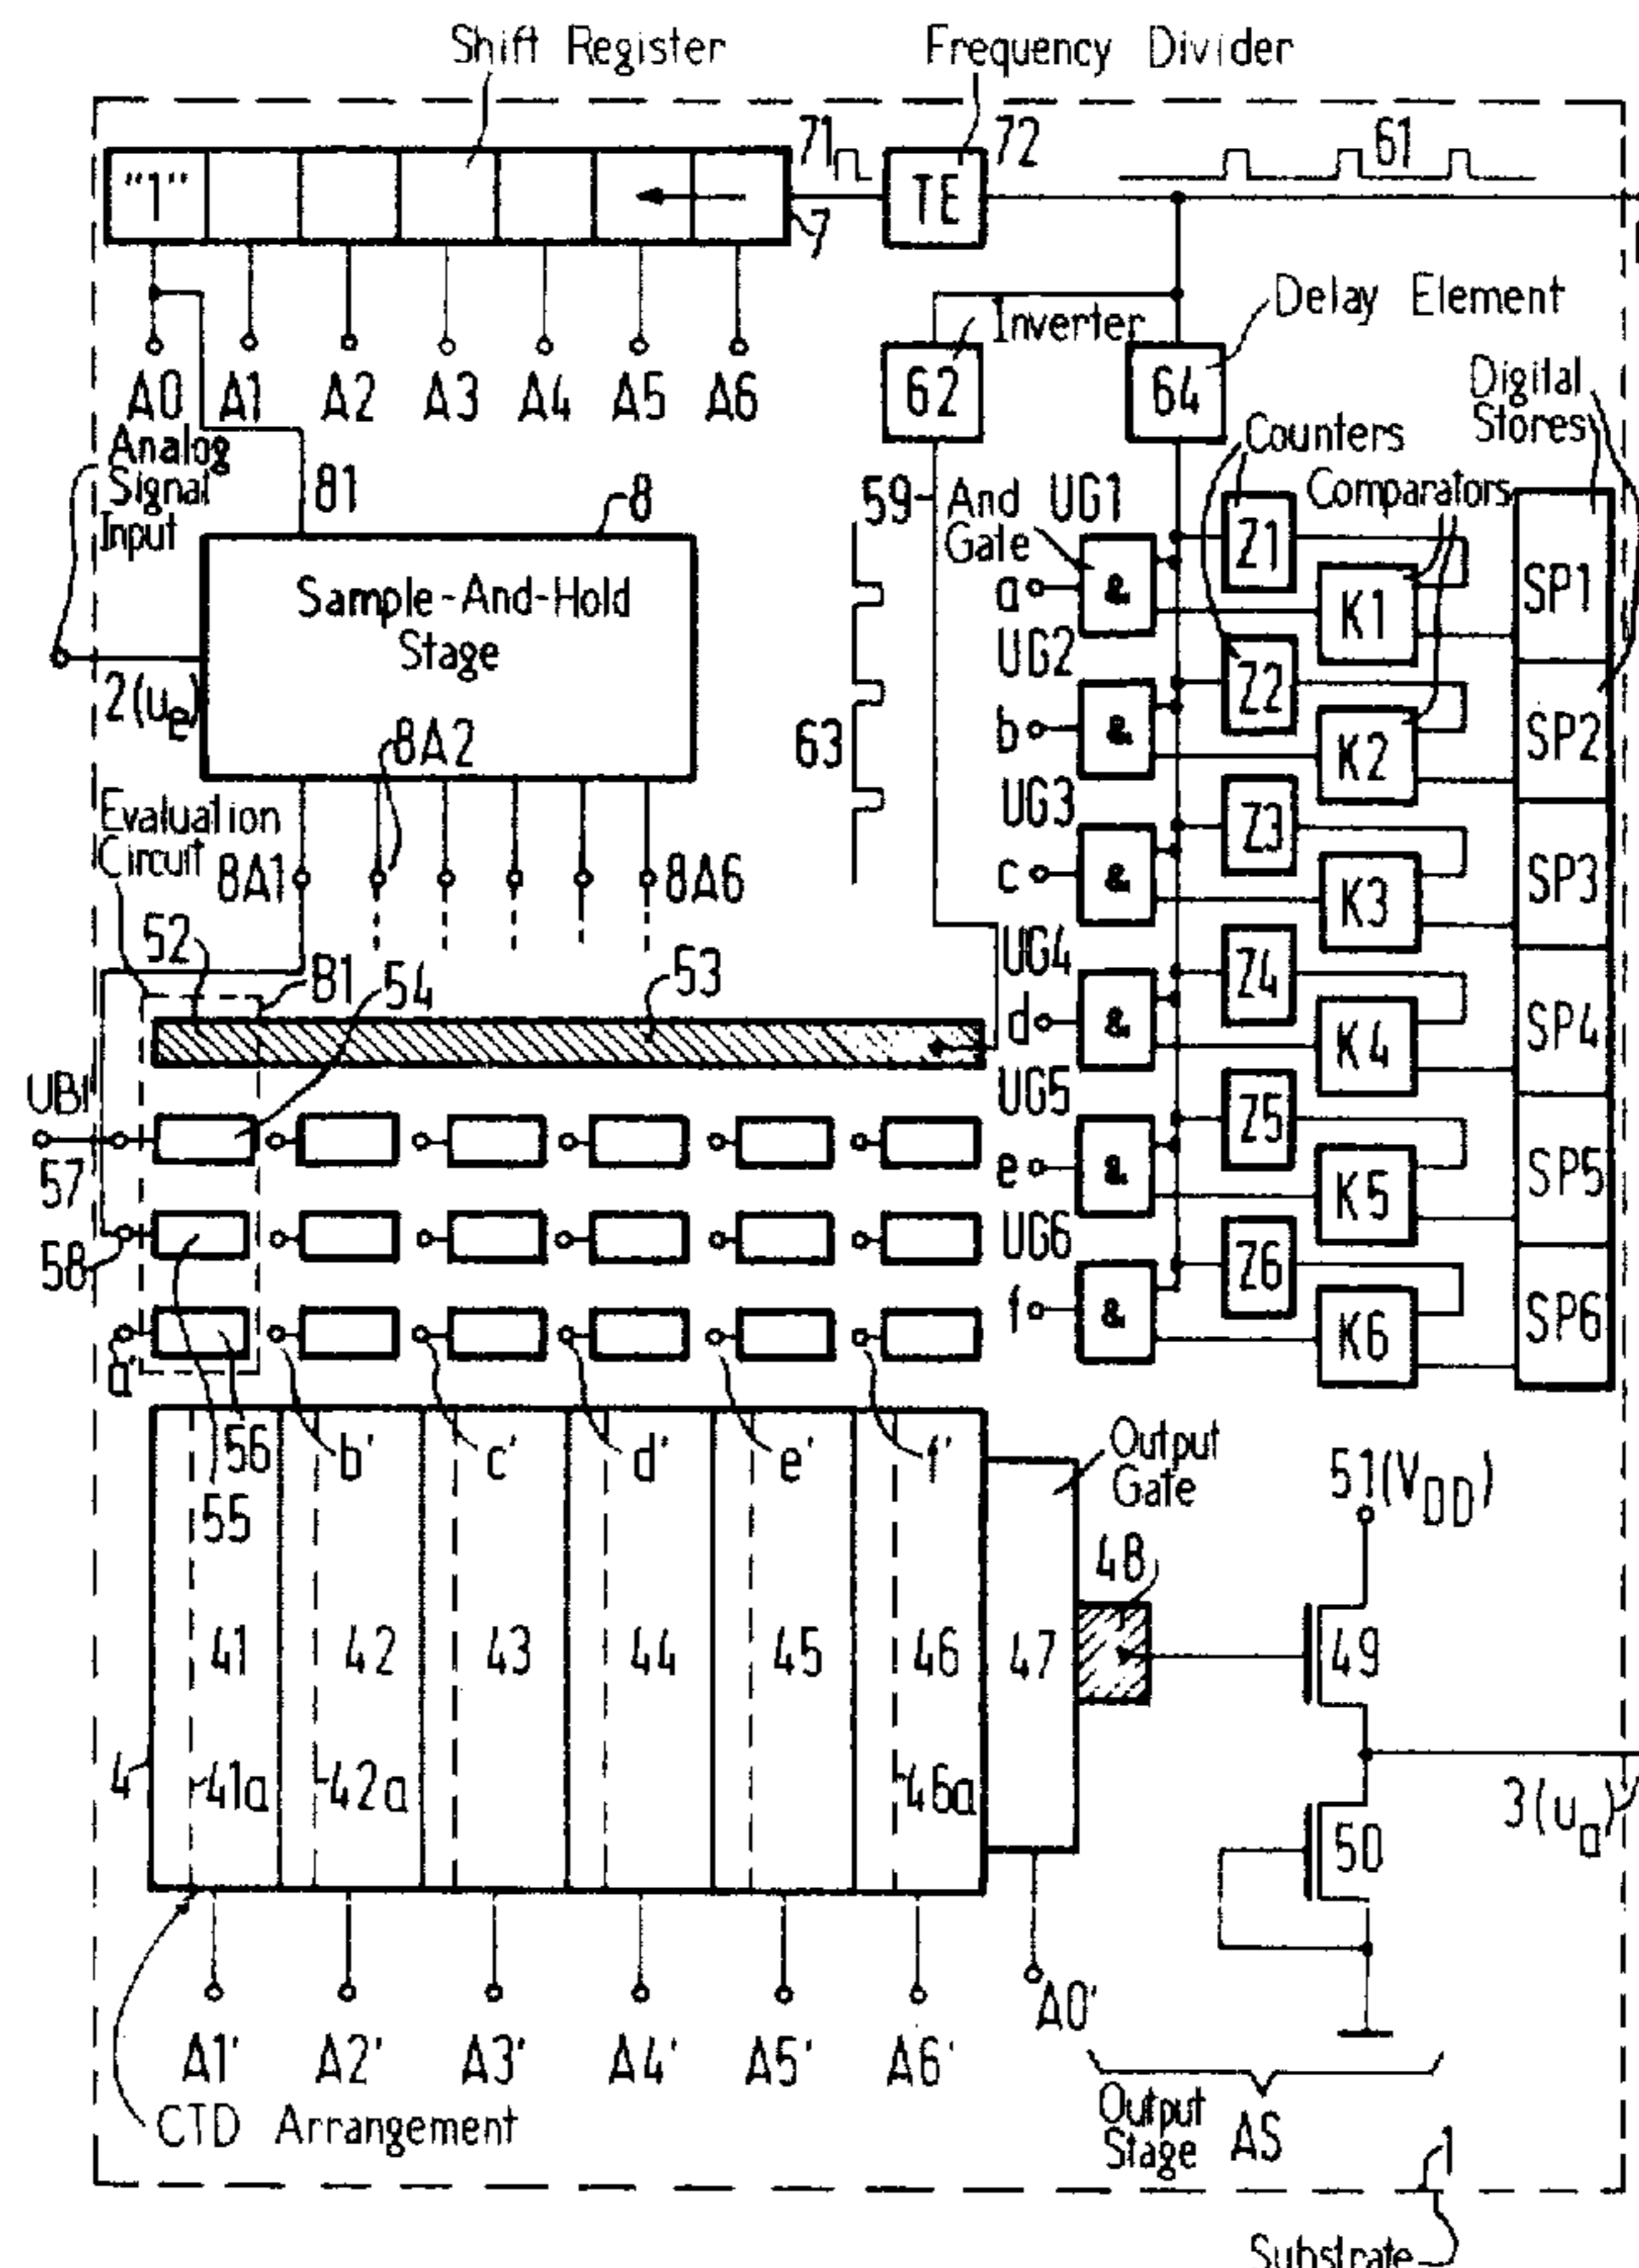 Shift Register
Frequency Divider
71
72
61
"1"
TE
7
A0 A1 A2 A3 A4 A5 A6
Inverter
Delay Element
62
64
Digital
Stores
Counters
Comparators
Analog
Signal
Input
81
8
59
And
Gate
UG1
Z1
a
&
K1
SP1
Sample-And-Hold
Stage
2(ue)
8A2
63
UG2
Z2
b
&
K2
SP2
Evaluation
Circuit
8A1
8A6
UG3
Z3
c
&
K3
SP3
52
B1
54
53
UG4
Z4
d
&
K4
SP4
UB1
57
UG5
Z5
e
&
K5
SP5
58
UG6
Z6
f
&
K6
SP6
a'
56
55
b'
c'
d'
e'
f'
Output
Gate
51(VDD)
48
41 42 43 44 45 46 47
49
4
41a
42a
46a
3(ua)
50
A0'
A1' A2' A3' A4' A5' A6'
CTD Arrangement
Output
Stage
AS
1
Substrate